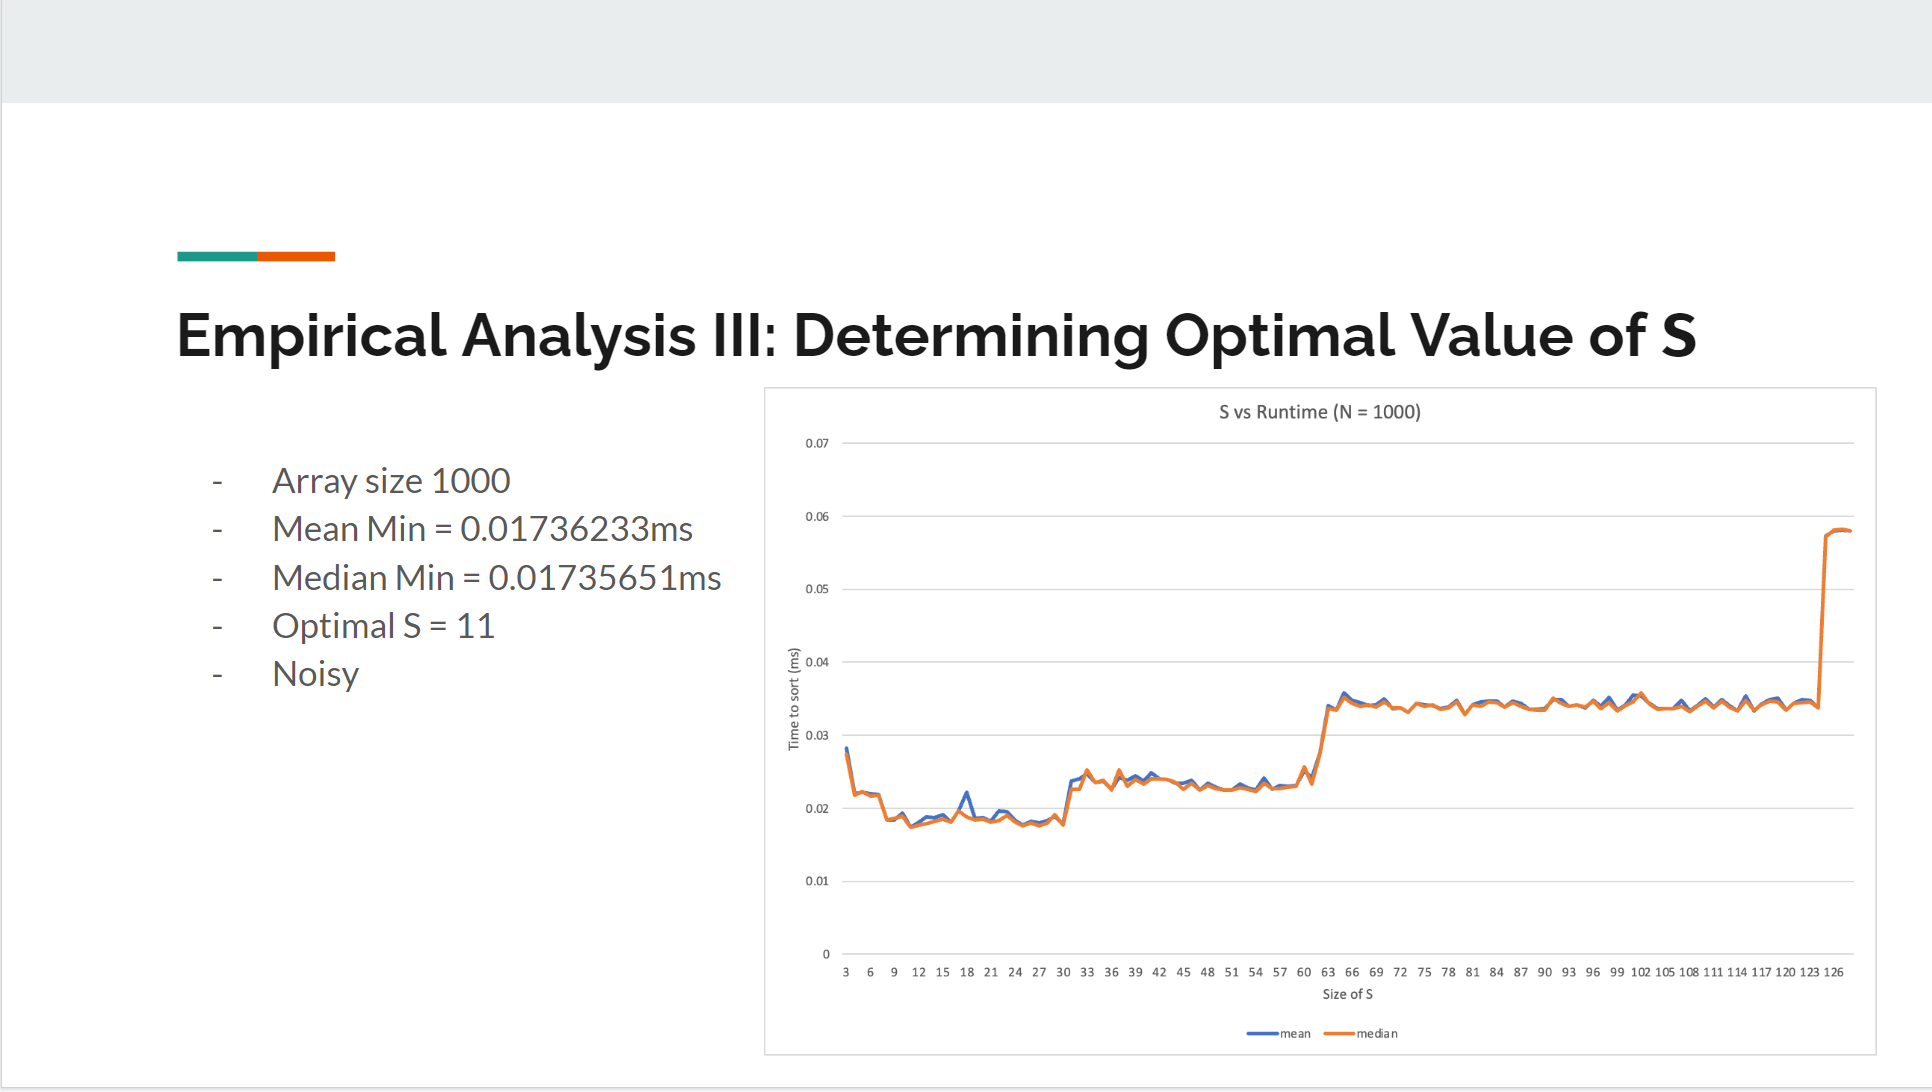 Empirical Analysis III: Determining Optimal Value of S
- Array size 1000
- Mean Min = 0.01736233ms
- Median Min = 0.01735651ms
- Optimal S = 11
- Noisy
S vs Runtime (N = 1000)
0.07
0.06
0.05
0.04
0.03
0.02
0.01
0
Time to sort (ms)
3 6 9 12 15 18 21 24 27 30 33 36 39 42 45 48 51 54 57 60 63 66 69 72 75 78 81 84 87 90 93 96 99 102 105 108 111 114 117 120 123 126
Size of S
mean median